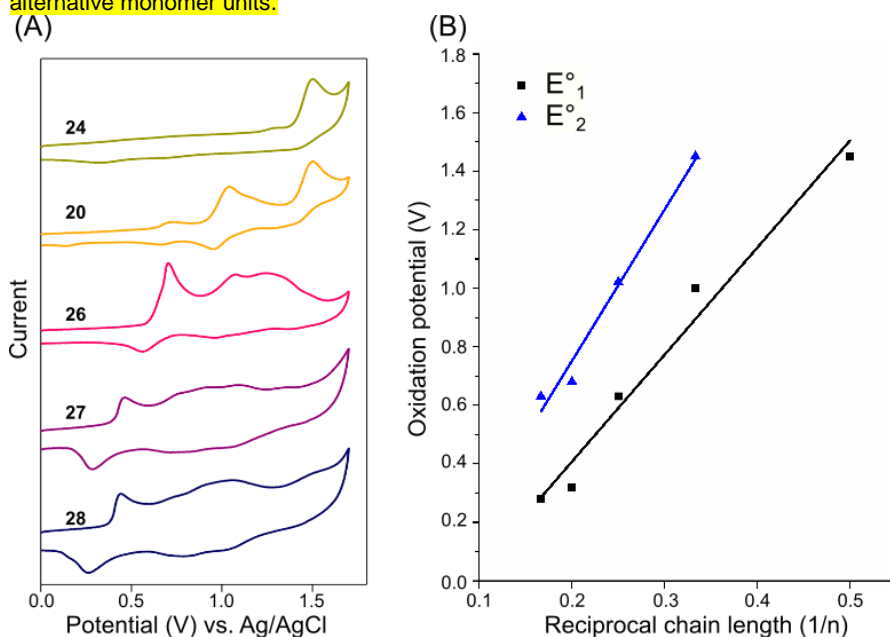 alternative monomer units.
(A)
(B)
24
20
26
27
28
Current
0.0 0.5 1.0 1.5
Potential (V) vs. Ag/AgCl
E°1
E°2
Oxidation potential (V)
1.8
1.6
1.4
1.2
1.0
0.8
0.6
0.4
0.2
0.0
0.1 0.2 0.3 0.4 0.5
Reciprocal chain length (1/n)